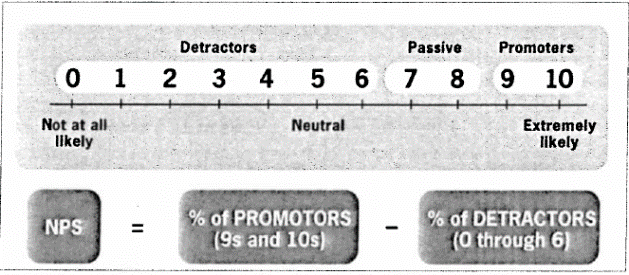 Detractors Passive Promoters
0 1 2 3 4 5 6 7 8 9 10
Not at all Neutral Extremely
likely likely
NPS = % of PROMOTORS - % of DETRACTORS
(9s and 10s) (0 through 6)